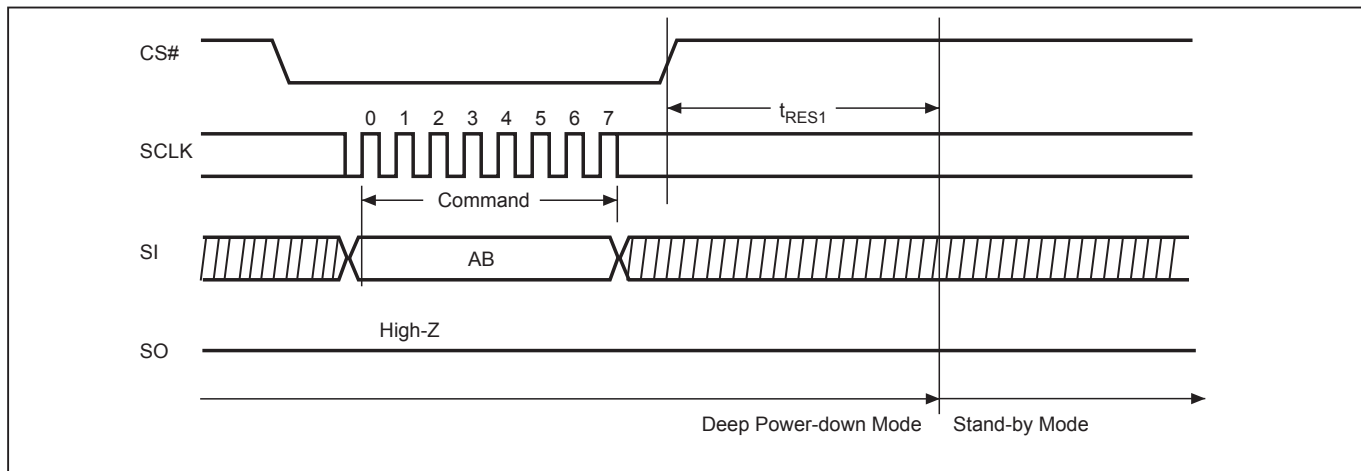 CS#
t_RES1
0 1 2 3 4 5 6 7
SCLK
Command
SI
AB
High-Z
SO
Deep Power-down Mode Stand-by Mode